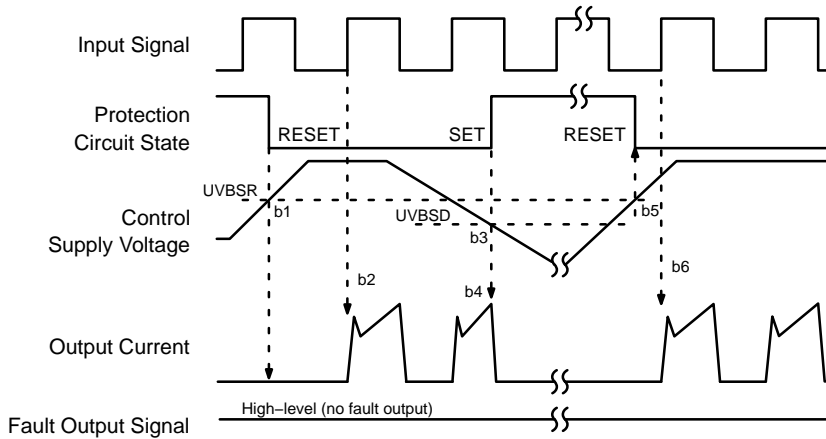 Input Signal
Protection
Circuit State
RESET
SET
RESET
UVBSR
b1
UVBSD
b3
b5
Control
Supply Voltage
b2
b4
b6
Output Current
High−level (no fault output)
Fault Output Signal